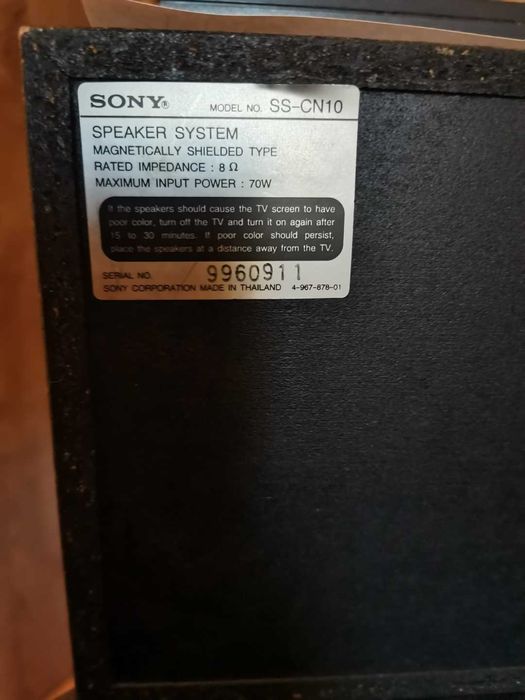 SONY® MODEL NO. SS-CN10
SPEAKER SYSTEM
MAGNETICALLY SHIELDED TYPE
RATED IMPEDANCE : 8 Ω
MAXIMUM INPUT POWER : 70W
If the speakers should cause the TV screen to have
poor color, turn off the TV and turn it on again after
15 to 30 minutes. If poor color should persist,
place the speakers at a distance away from the TV.
SERIAL NO. 9960911
SONY CORPORATION MADE IN THAILAND 4-967-678-01